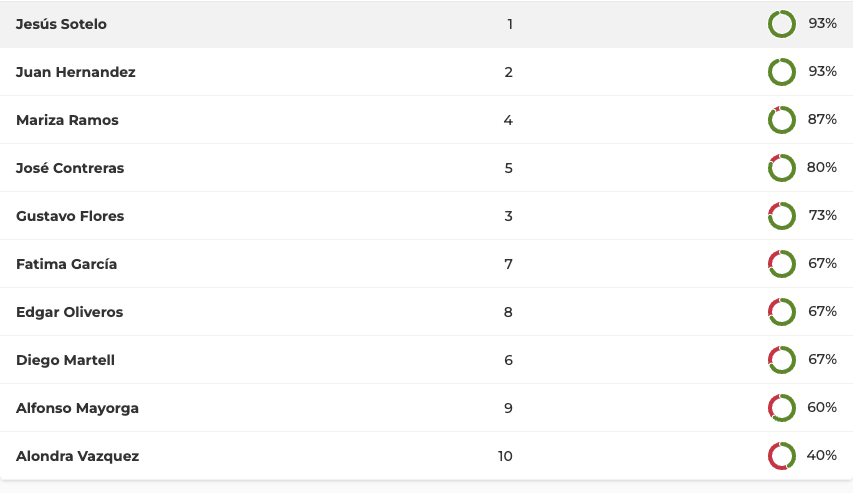 Jesús Sotelo 1 93%
Juan Hernandez 2 93%
Mariza Ramos 4 87%
José Contreras 5 80%
Gustavo Flores 3 73%
Fatima García 7 67%
Edgar Oliveros 8 67%
Diego Martell 6 67%
Alfonso Mayorga 9 60%
Alondra Vazquez 10 40%